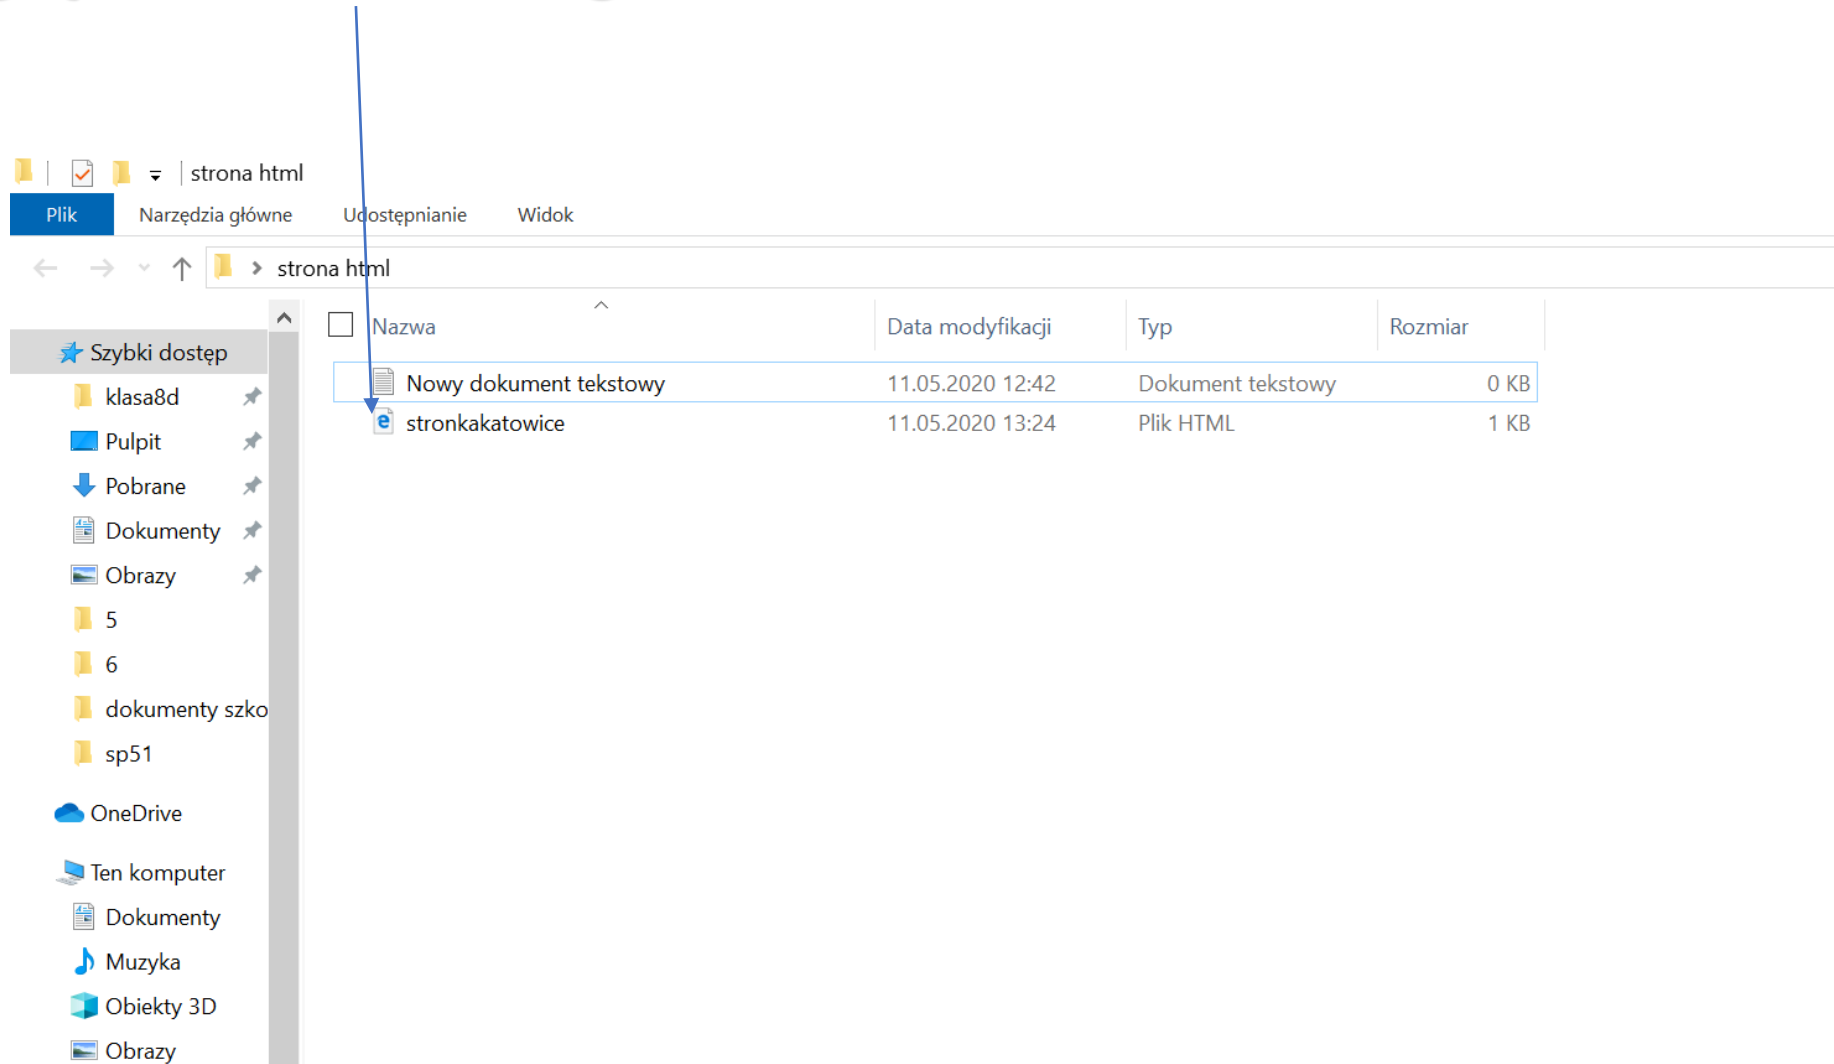 strona html
Plik Narzędzia główne Udostępnianie Widok
strona html
Nazwa Data modyfikacji Typ Rozmiar
Nowy dokument tekstowy 11.05.2020 12:42 Dokument tekstowy 0 KB
stronkakatowice 11.05.2020 13:24 Plik HTML 1 KB
Szybki dostęp
klasa8d
Pulpit
Pobrane
Dokumenty
Obrazy
5
6
dokumenty szko
sp51
OneDrive
Ten komputer
Dokumenty
Muzyka
Obiekty 3D
Obrazy